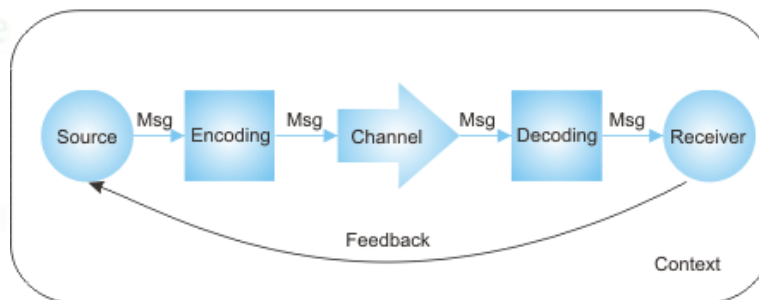 Msg Msg Msg Msg
Source Encoding Channel Decoding Receiver
Feedback
Context